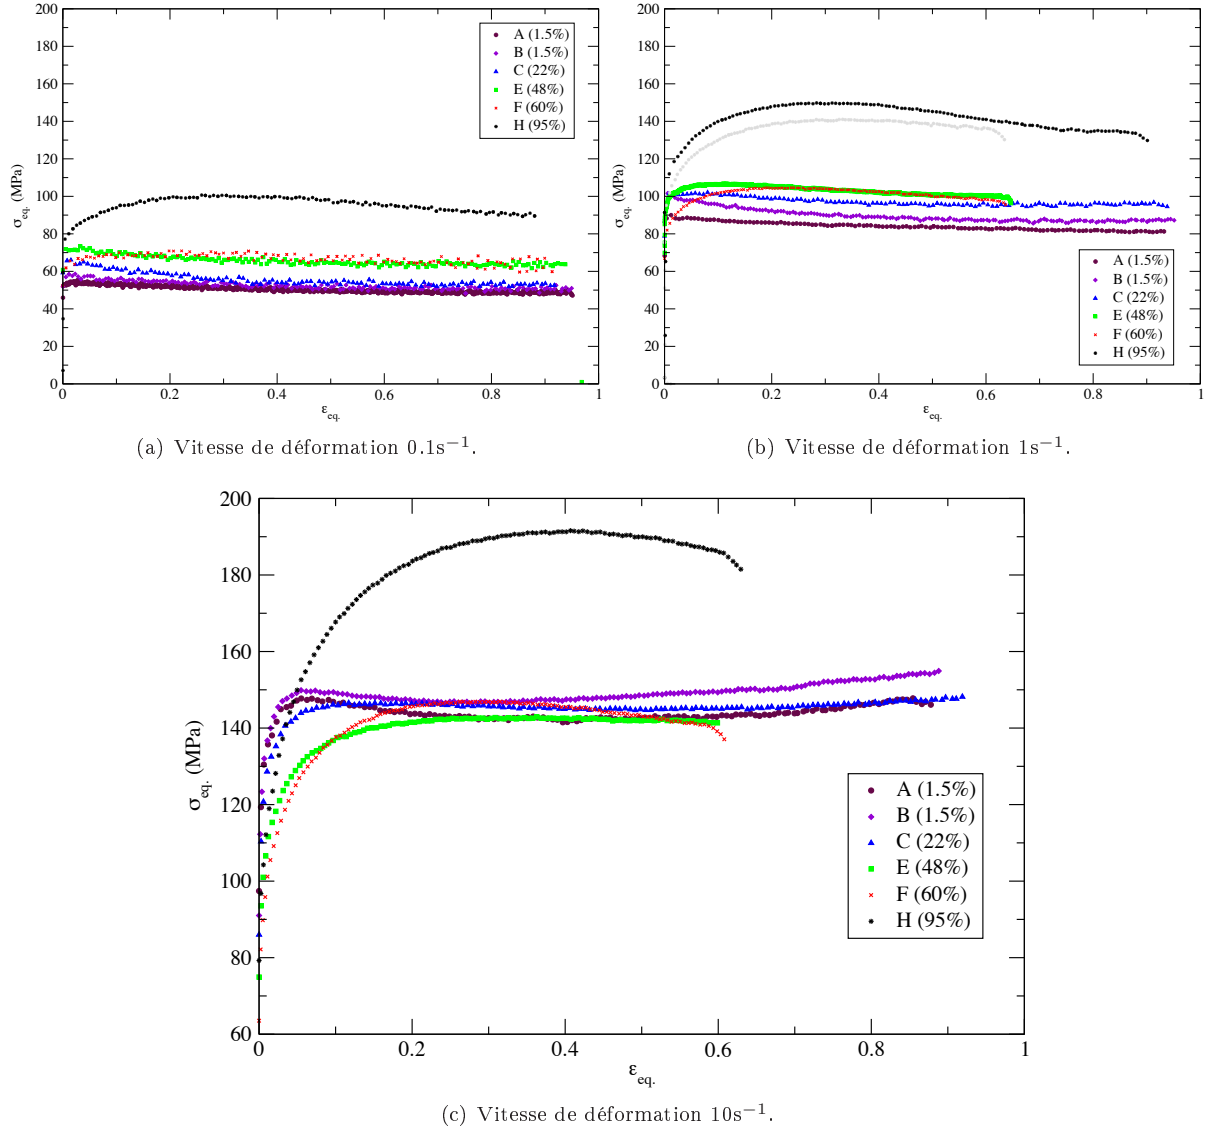 200
180
160
140
120
100
80
60
40
20
0
σeq. (MPa)
0 0.2 0.4 0.6 0.8 1
εeq.
A (1.5%)
B (1.5%)
C (22%)
E (48%)
F (60%)
H (95%)
(a) Vitesse de déformation 0.1s⁻¹.
200
180
160
140
120
100
80
60
40
20
0
σeq. (MPa)
0 0.2 0.4 0.6 0.8 1
εeq.
A (1.5%)
B (1.5%)
C (22%)
E (48%)
F (60%)
H (95%)
(b) Vitesse de déformation 1s⁻¹.
200
180
160
140
120
100
80
60
σeq. (MPa)
0 0.2 0.4 0.6 0.8 1
εeq.
A (1.5%)
B (1.5%)
C (22%)
E (48%)
F (60%)
H (95%)
(c) Vitesse de déformation 10s⁻¹.